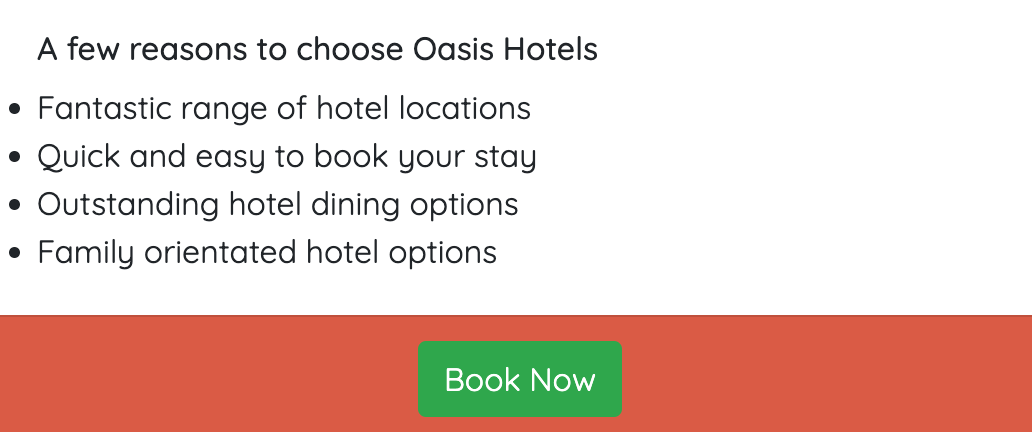 A few reasons to choose Oasis Hotels
Fantastic range of hotel locations
Quick and easy to book your stay
Outstanding hotel dining options
Family orientated hotel options
Book Now